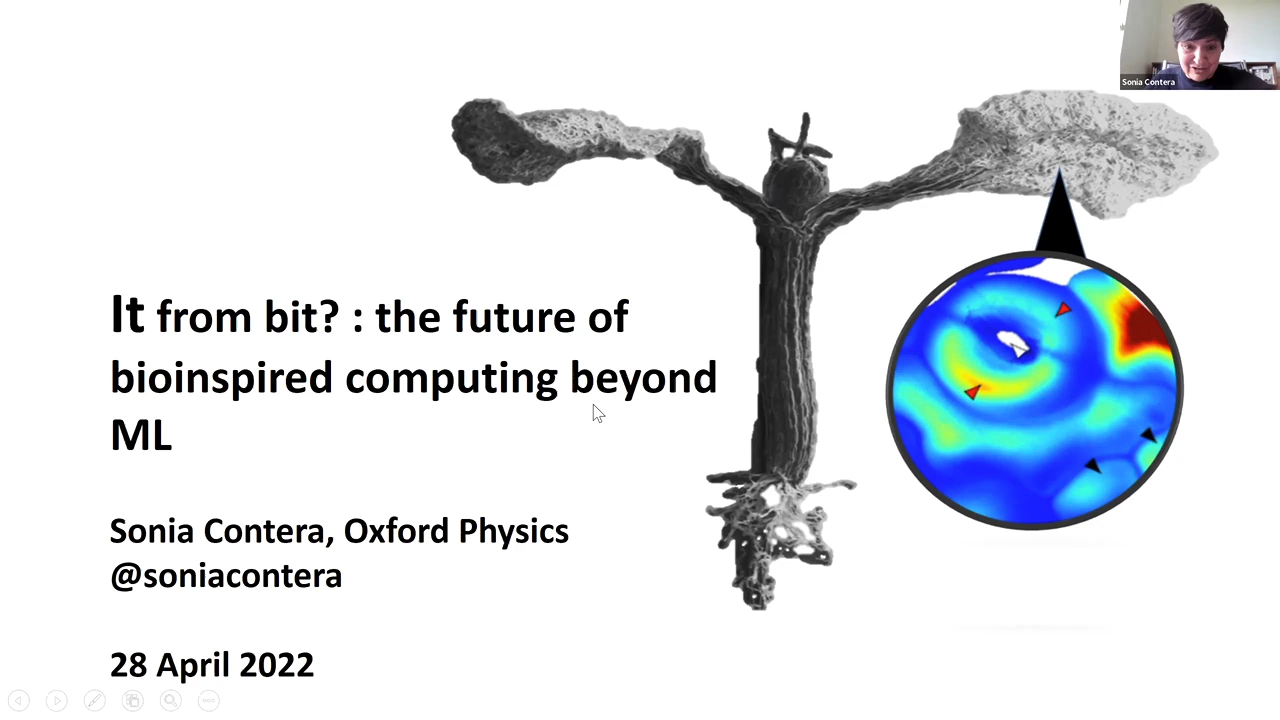 Sonia Contera
It from bit? : the future of
bioinspired computing beyond
ML
Sonia Contera, Oxford Physics
@soniacontera
28 April 2022